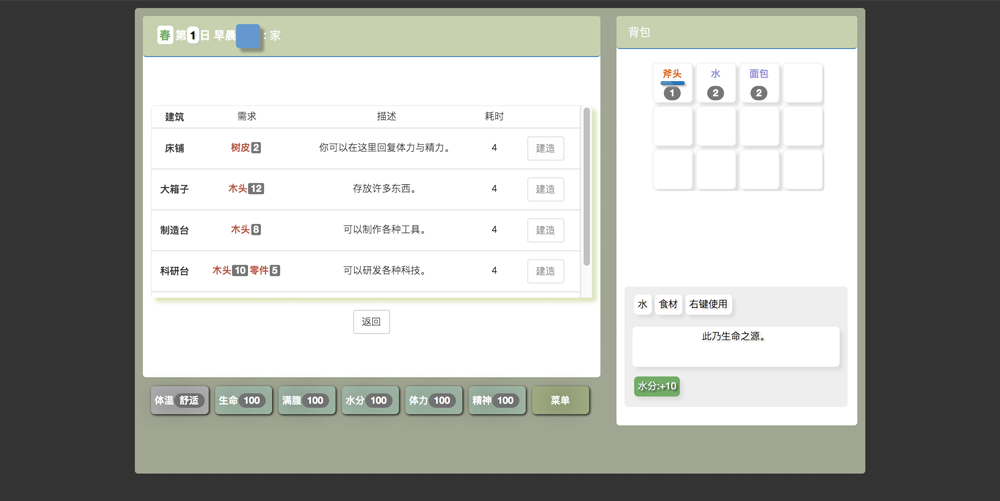 春 第1日 早晨 : 家
建筑 需求 描述 耗时
床铺 树皮2 你可以在这里回复体力与精力。 4 建造
大箱子 木头12 存放许多东西。 4 建造
制造台 木头8 可以制作各种工具。 4 建造
科研台 木头10 零件5 可以研发各种科技。 4 建造
返回
体温 舒适 生命 100 满腹 100 水分 100 体力 100 精神 100 菜单
背包
斧头 水 面包
1 2 2
水 食材 右键使用
此乃生命之源。
水分:+10